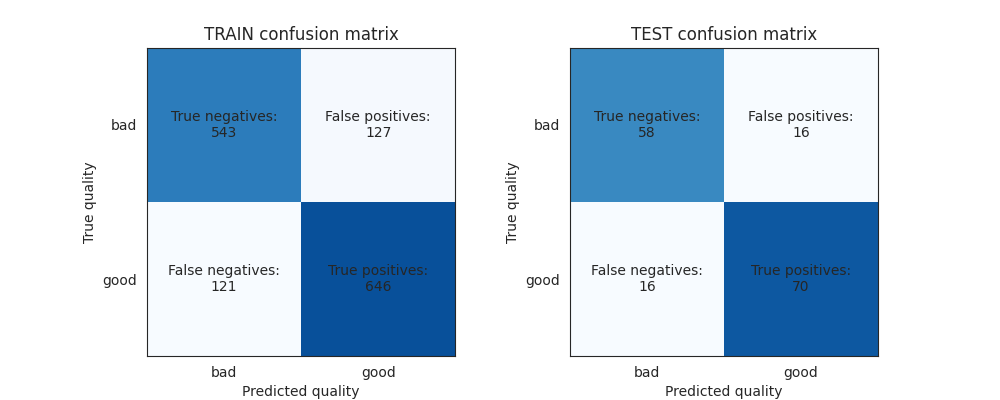 TRAIN confusion matrix
True quality
bad
good
True negatives:
543
False positives:
127
False negatives:
121
True positives:
646
bad
good
Predicted quality
TEST confusion matrix
True quality
bad
good
True negatives:
58
False positives:
16
False negatives:
16
True positives:
70
bad
good
Predicted quality